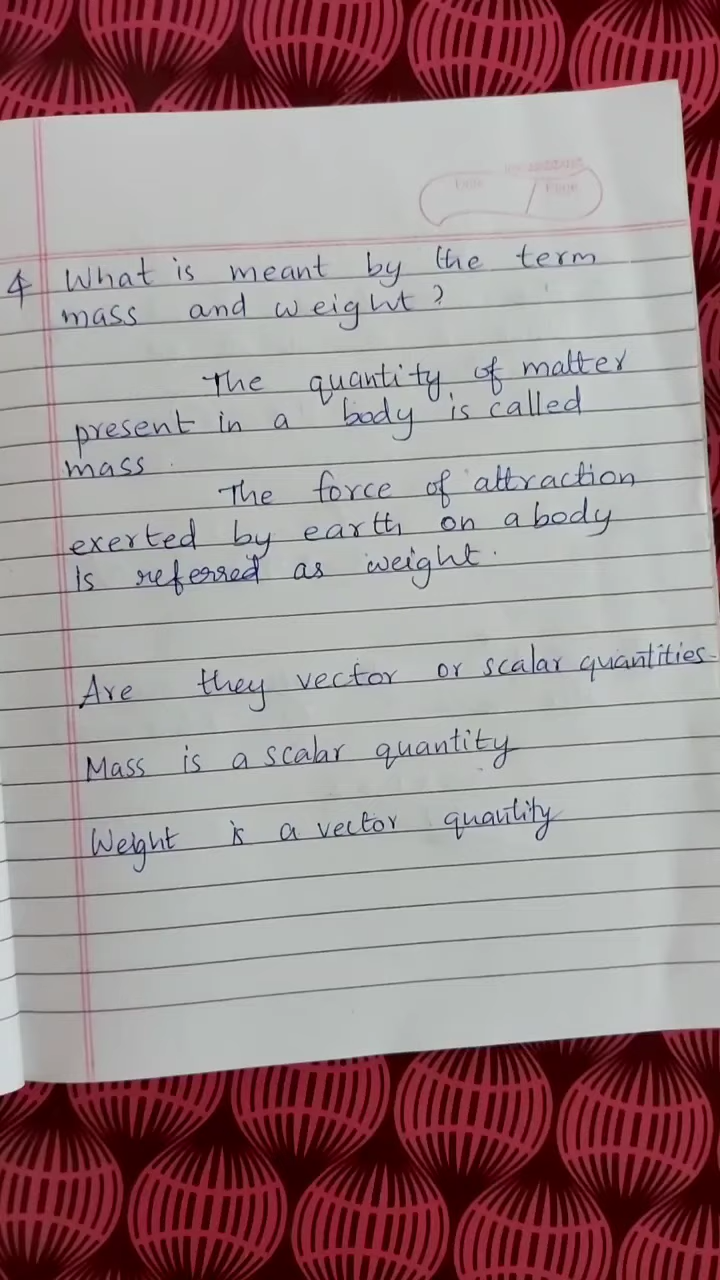 4 What is meant by the term
mass and weight?
The quantity of matter
present in a body is called
mass.
The force of attraction
exerted by earth on a body
is referred as weight.
Are they vector or scalar quantities.
Mass is a scalar quantity
Weight is a vector quantity